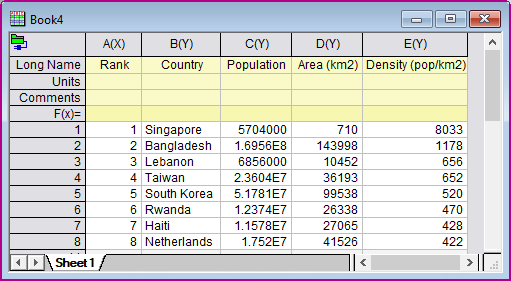 Book4
A(X) B(Y) C(Y) D(Y) E(Y)
Long Name Rank Country Population Area (km2) Density (pop/km2)
Units
Comments
F(x)=
1 1 Singapore 5704000 710 8033
2 2 Bangladesh 1.6956E8 143998 1178
3 3 Lebanon 6856000 10452 656
4 4 Taiwan 2.3604E7 36193 652
5 5 South Korea 5.1781E7 99538 520
6 6 Rwanda 1.2374E7 26338 470
7 7 Haiti 1.1578E7 27065 428
8 8 Netherlands 1.752E7 41526 422
Sheet1